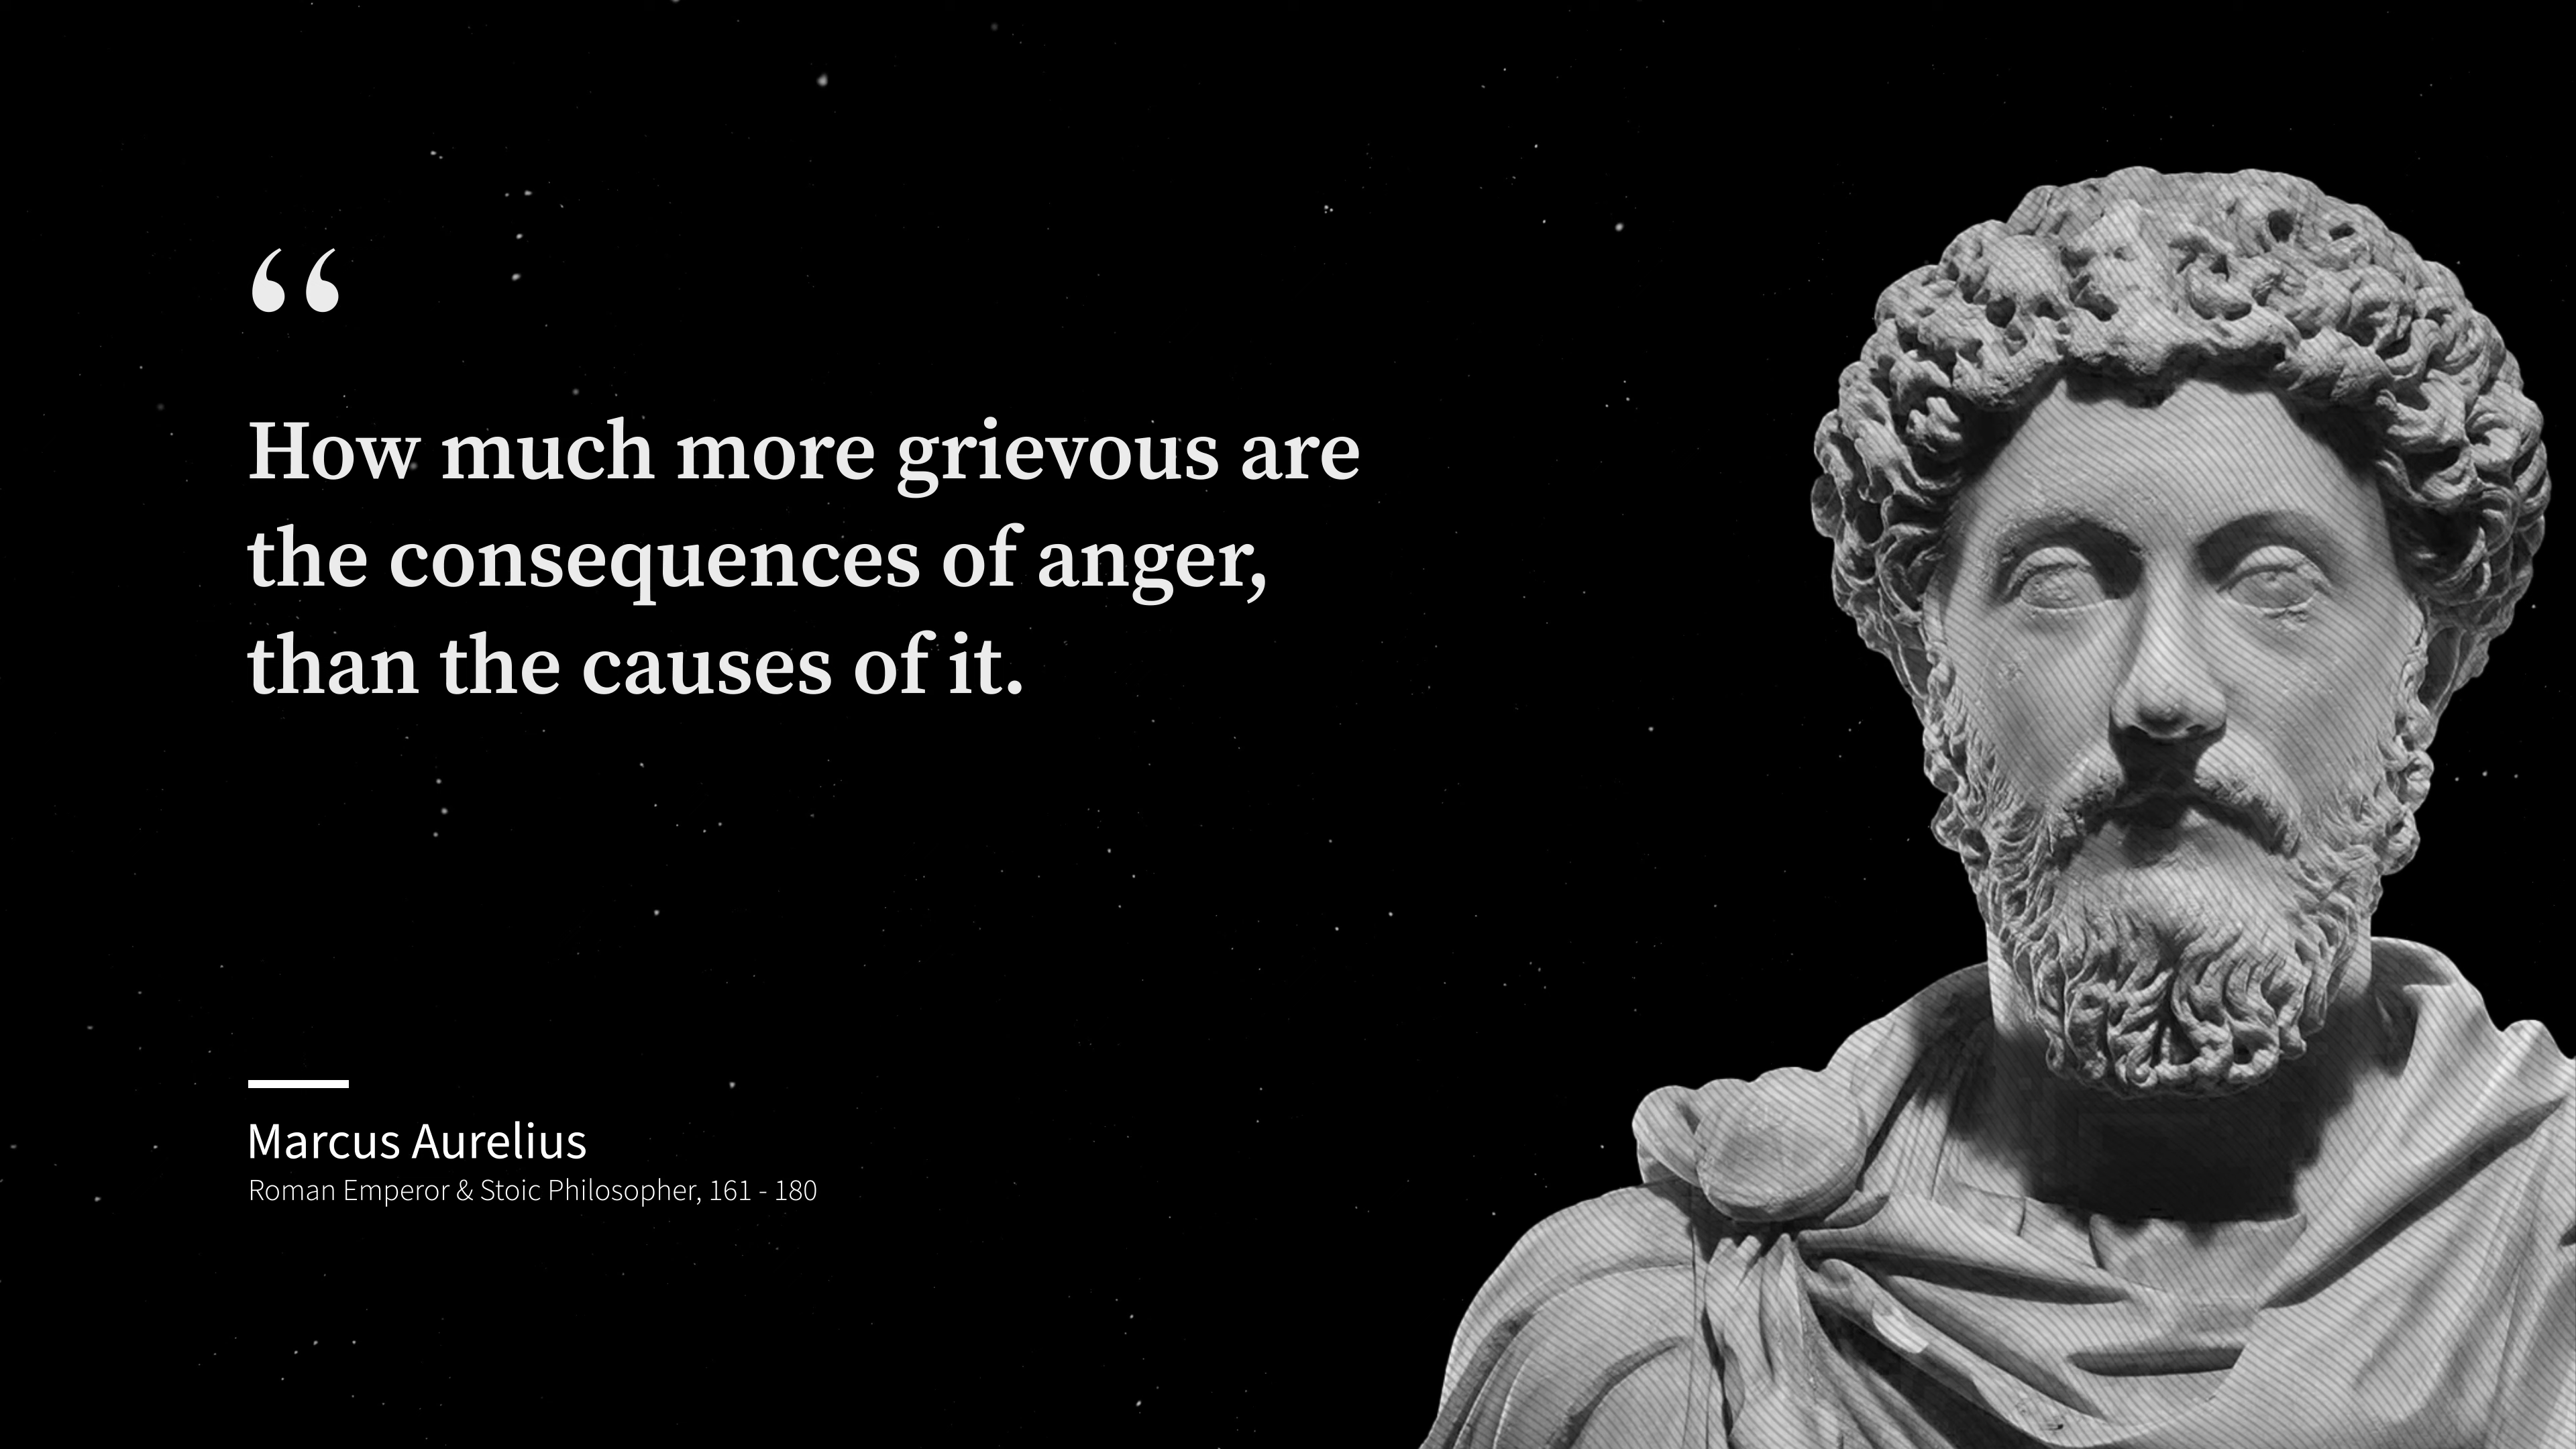 “
How much more grievous are
the consequences of anger,
than the causes of it.
Marcus Aurelius
Roman Emperor & Stoic Philosopher, 161 - 180